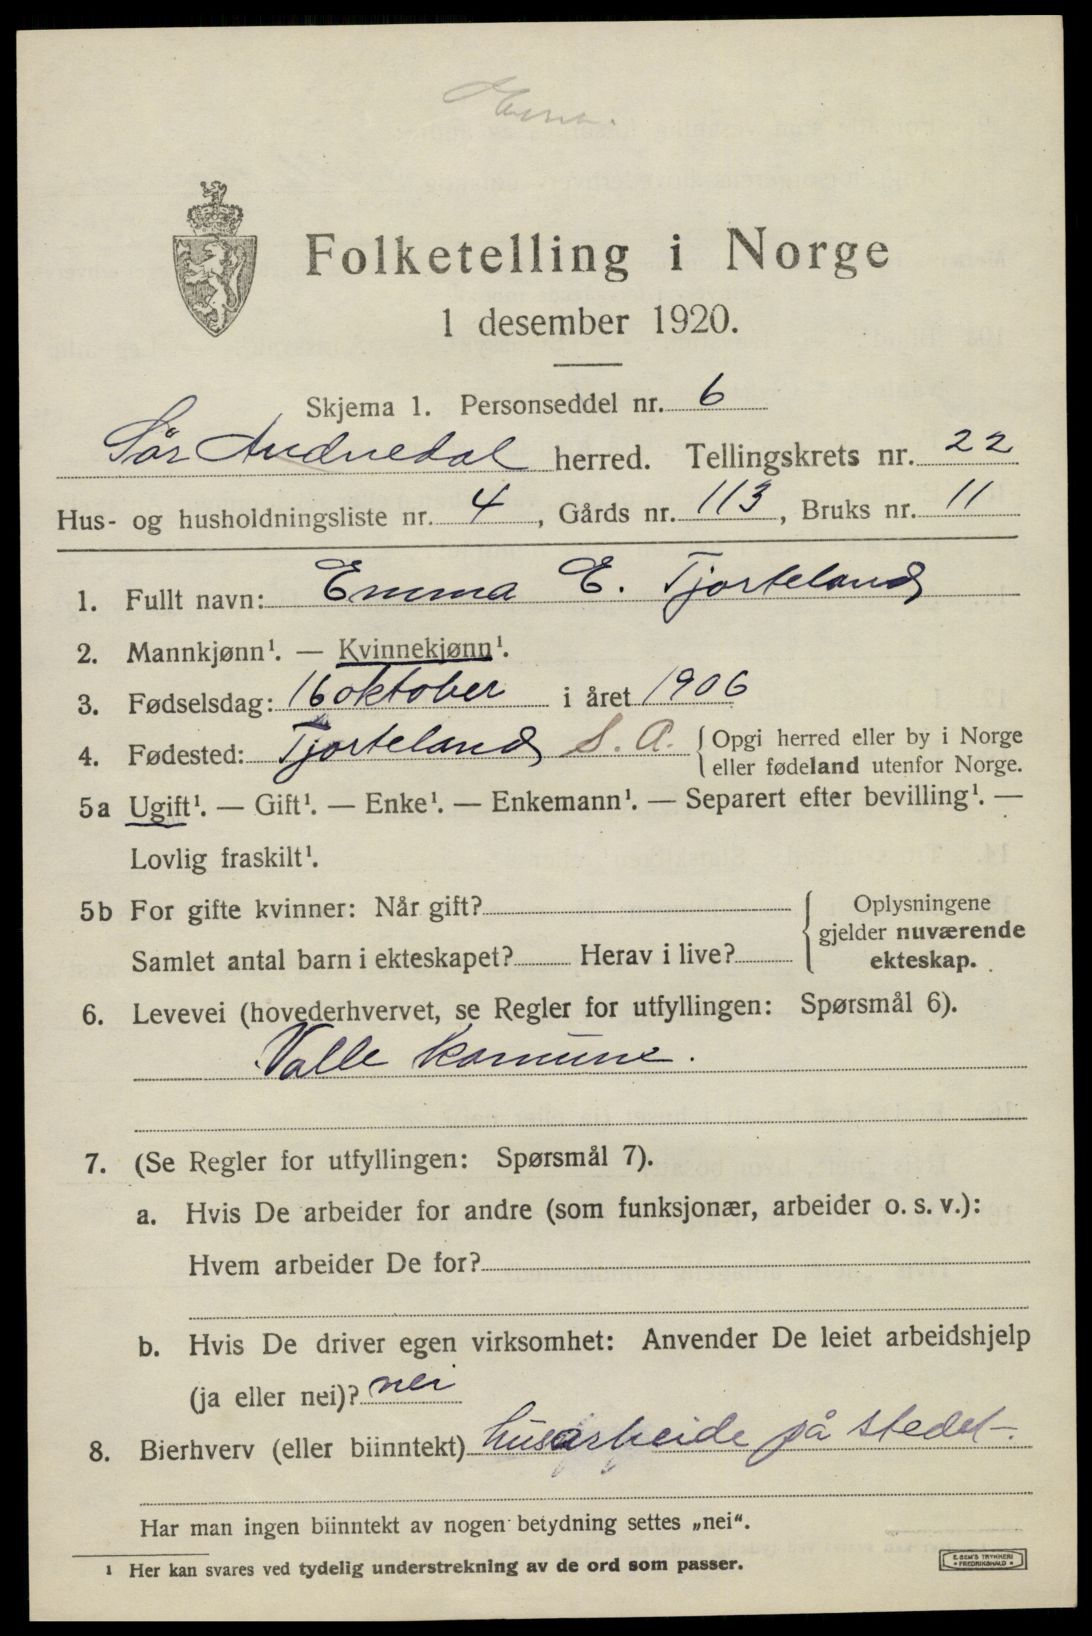 Folketelling i Norge
1 desember 1920.
Skjema 1. Personseddel nr. 6
Sør Audnedal herred. Tellingskrets nr. 22
Hus- og husholdningsliste nr. 4, Gårds nr. 113, Bruks nr. 11
1. Fullt navn: Emma E. Tjorteland
2. Mannkjønn¹. — Kvinnekjønn¹.
3. Fødselsdag: 16 oktober i året 1906
4. Fødested: Tjorteland S. A. { Opgi herred eller by i Norge
eller fødeland utenfor Norge.
5a Ugift¹. — Gift¹. — Enke¹. — Enkemann¹. — Separert efter bevilling¹. —
Lovlig fraskilt¹.
5b For gifte kvinner: Når gift?
Samlet antal barn i ekteskapet? Herav i live?
{ Oplysningene
gjelder nuværende
ekteskap.
6. Levevei (hovederhvervet, se Regler for utfyllingen: Spørsmål 6).
Valle komune.
7. (Se Regler for utfyllingen: Spørsmål 7).
a. Hvis De arbeider for andre (som funksjonær, arbeider o. s. v.):
Hvem arbeider De for?
b. Hvis De driver egen virksomhet: Anvender De leiet arbeidshjelp
(ja eller nei)? nei
8. Bierhverv (eller biinntekt) husarbeide på stedet.
Har man ingen biinntekt av nogen betydning settes „nei“.
¹ Her kan svares ved tydelig understrekning av de ord som passer.
E. SEM'S TRYKKERI
FREDRIKSHALD